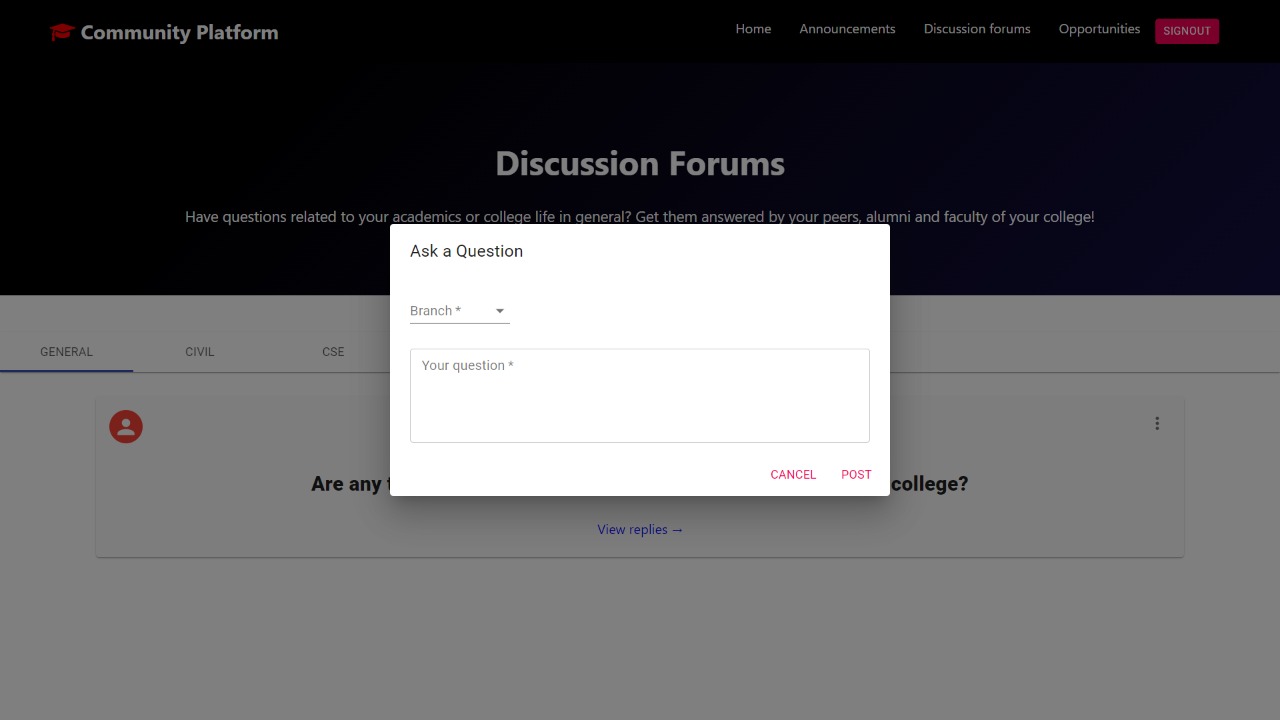 Community Platform
Home Announcements Discussion forums Opportunities SIGNOUT
Discussion Forums
Have questions related to your academics or college life in general? Get them answered by your peers, alumni and faculty of your college!
Ask a Question
Branch *
GENERAL CIVIL CSE
Your question *
CANCEL POST
Are any college?
View replies →